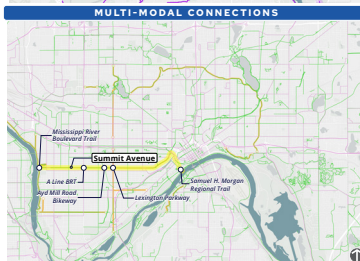 MULTI-MODAL CONNECTIONS
Mississippi River
Boulevard Trail
Summit Avenue
A Line BRT
Ayd Mill Road
Bikeway
Lexington Parkway
Samuel H. Morgan
Regional Trail